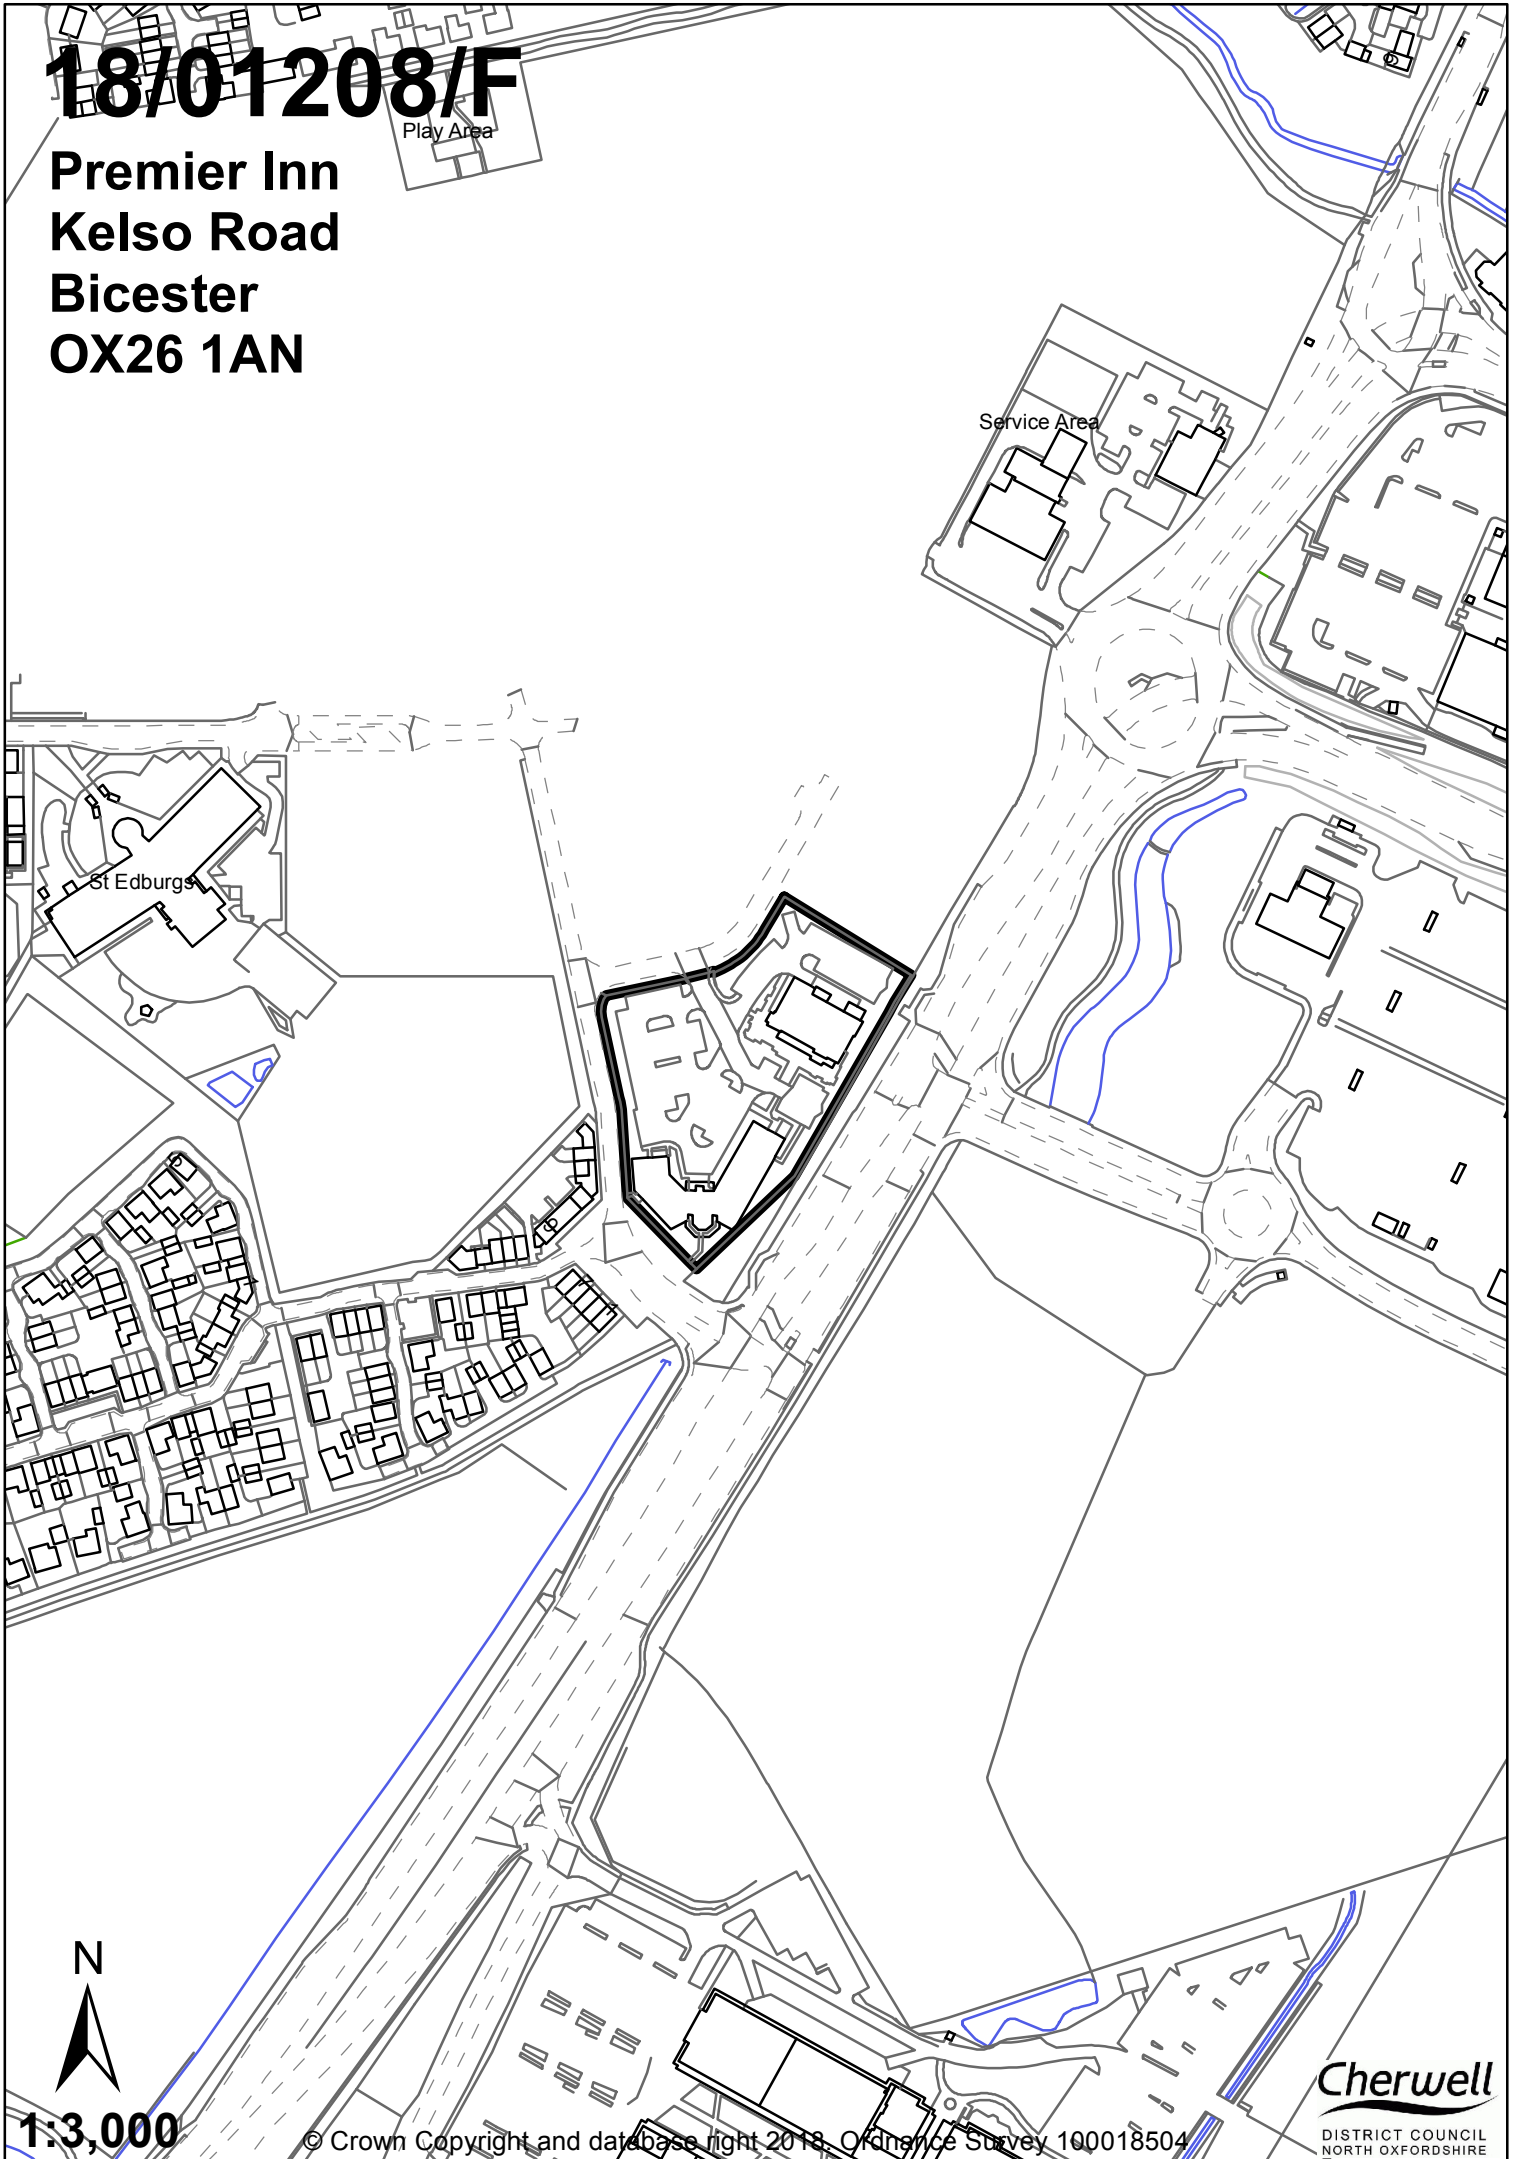 18/01208/F
Play Area
Premier Inn
Kelso Road
Bicester
OX26 1AN
Service Area
St Edburgs
N
1:3,000
© Crown Copyright and database right 2018. Ordnance Survey 100018504
Cherwell
DISTRICT COUNCIL
NORTH OXFORDSHIRE